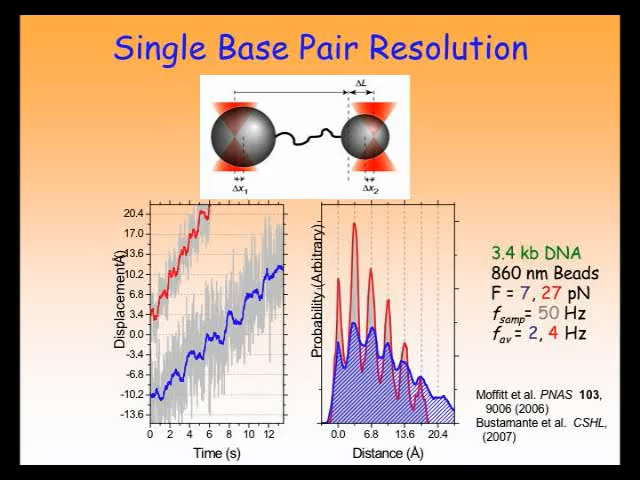 Single Base Pair Resolution
ΔL
Δx1
Δx2
Displacement(Å)
20.4
17.0
13.6
10.2
6.8
3.4
0.0
-3.4
-6.8
-10.2
-13.6
0 2 4 6 8 10 12
Time (s)
Probability (Arbitrary)
0.0 6.8 13.6 20.4
Distance (Å)
3.4 kb DNA
860 nm Beads
F = 7, 27 pN
fsamp= 50 Hz
fav = 2, 4 Hz
Moffitt et al. PNAS 103,
9006 (2006)
Bustamante et al. CSHL,
(2007)